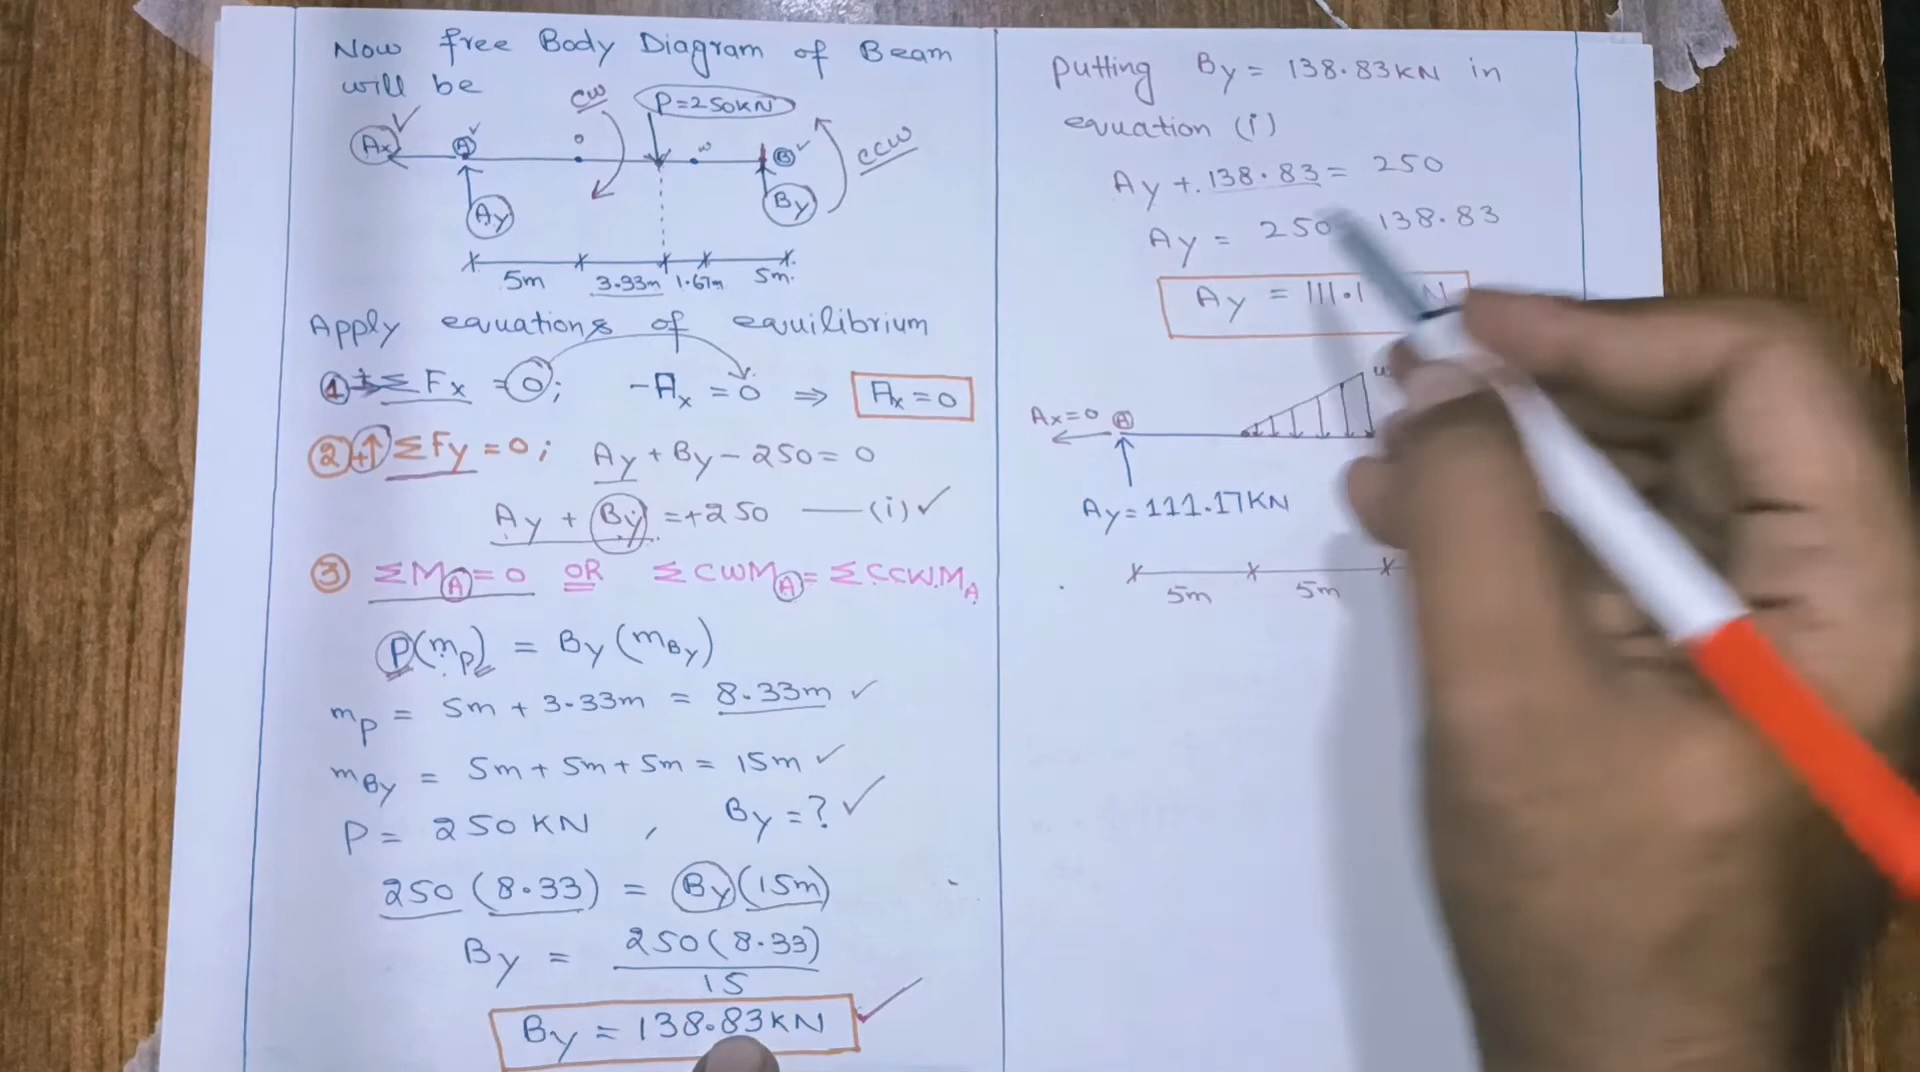 Now free Body Diagram of Beam
will be
CW
P=250KN
Ax
A
o
w
B
CCW
Ay
By
5m 3.33m 1.67m 5m.
Apply equations of equilibrium
1 + ΣFx = 0; -Ax = 0 ⇒ Ax = 0
2 +↑ ΣFy = 0; Ay + By - 250 = 0
Ay + By = +250 —— (i) ✓
3 ΣMA = 0 OR ΣCWMA = ΣCCW.MA
P(mp) = By (mBy)
mp = 5m + 3.33m = 8.33m ✓
mBy = 5m + 5m + 5m = 15m ✓
P = 250 KN , By = ? ✓
250 (8.33) = By (15m)
By = 250(8.33)
15
By = 138.83KN
Putting By = 138.83KN in
equation (i)
Ay + 138.83 = 250
Ay = 250 138.83
Ay = 111.1 N
w
Ax=0 A
Ay = 111.17KN
5m 5m